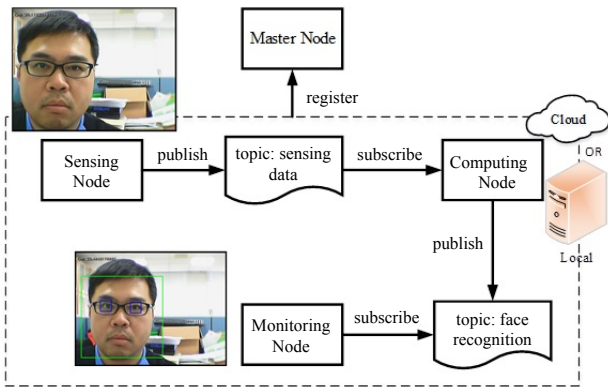 Master Node
register
Cloud
OR
Local
Sensing
Node
publish
topic: sensing
data
subscribe
Computing
Node
publish
Monitoring
Node
subscribe
topic: face
recognition